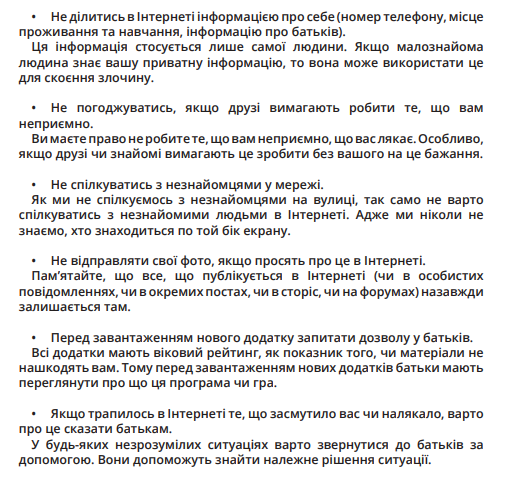 • Не ділитись в Інтернеті інформацією про себе (номер телефону, місце
проживання та навчання, інформацію про батьків).
Ця інформація стосується лише самої людини. Якщо малознайома
людина знає вашу приватну інформацію, то вона може використати це
для скоєння злочину.
• Не погоджуватись, якщо друзі вимагають робити те, що вам
неприємно.
Ви маєте право не робите те, що вам неприємно, що вас лякає. Особливо,
якщо друзі чи знайомі вимагають це зробити без вашого на це бажання.
• Не спілкуватись з незнайомцями у мережі.
Як ми не спілкуємось з незнайомцями на вулиці, так само не варто
спілкуватись з незнайомими людьми в Інтернеті. Адже ми ніколи не
знаємо, хто знаходиться по той бік екрану.
• Не відправляти свої фото, якщо просять про це в Інтернеті.
Пам’ятайте, що все, що публікується в Інтернеті (чи в особистих
повідомленнях, чи в окремих постах, чи в сторіс, чи на форумах) назавжди
залишається там.
• Перед завантаженням нового додатку запитати дозволу у батьків.
Всі додатки мають віковий рейтинг, як показник того, чи матеріали не
нашкодять вам. Тому перед завантаженням нових додатків батьки мають
переглянути про що ця програма чи гра.
• Якщо трапилось в Інтернеті те, що засмутило вас чи налякало, варто
про це сказати батькам.
У будь-яких незрозумілих ситуаціях варто звернутися до батьків за
допомогою. Вони допоможуть знайти належне рішення ситуації.